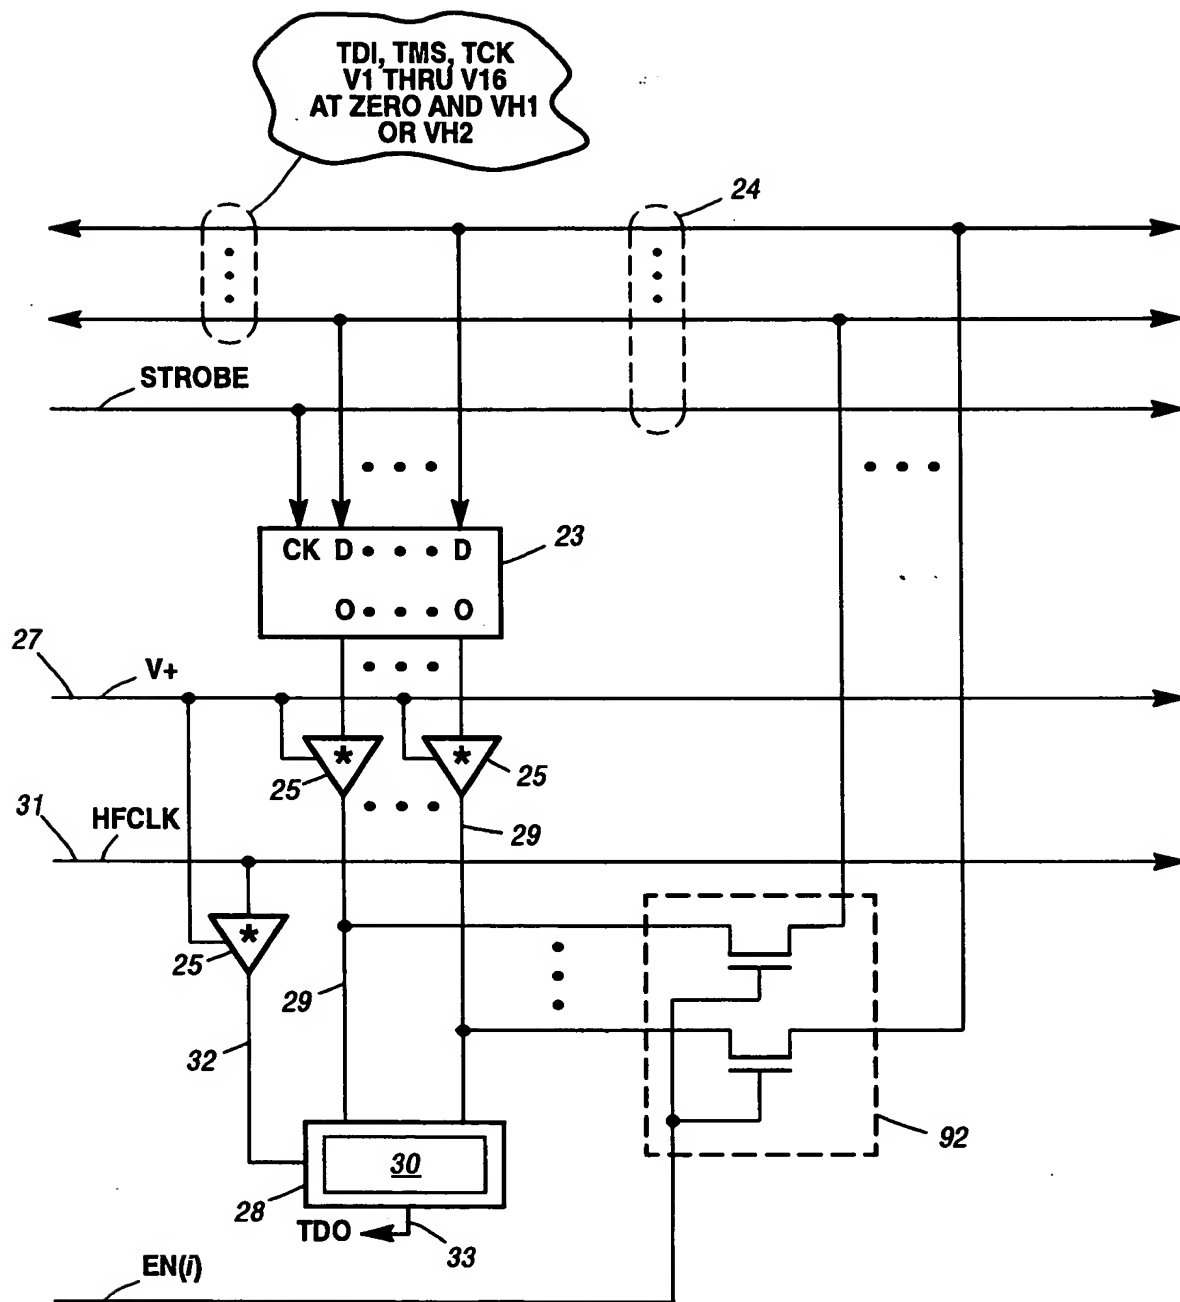 TDI, TMS, TCK
V1 THRU V16
AT ZERO AND VH1
OR VH2
24
STROBE
CK D • • • D
23
O • • • O
27
V+
*
*
25
25
31
HFCLK
29
*
25
29
32
30
92
28
TDO
33
EN(i)